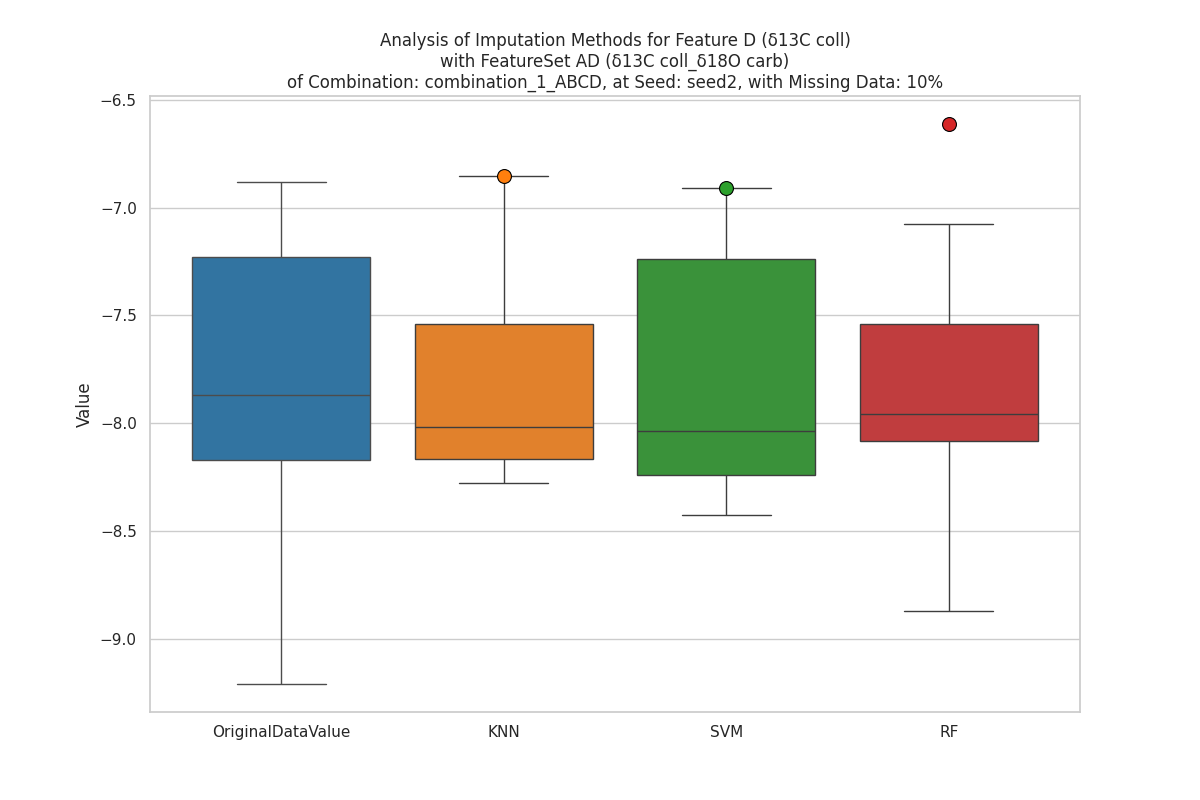 Analysis of Imputation Methods for Feature D (δ13C coll)
with FeatureSet AD (δ13C coll_δ18O carb)
of Combination: combination_1_ABCD, at Seed: seed2, with Missing Data: 10%
−6.5
−7.0
−7.5
−8.0
−8.5
−9.0
Value
OriginalDataValue
KNN
SVM
RF